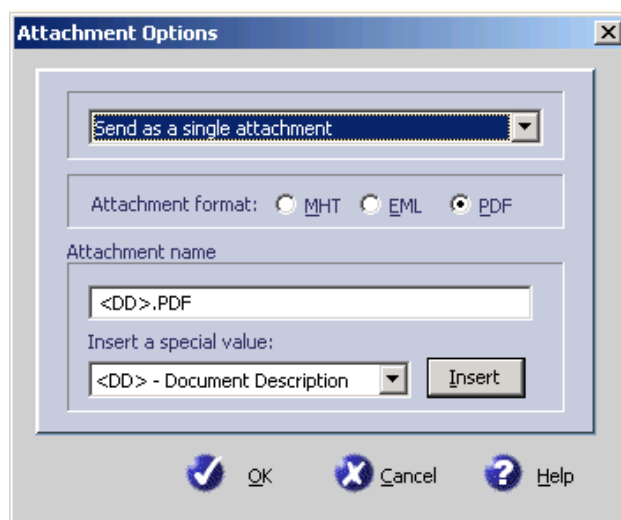 Attachment Options
Send as a single attachment
Attachment format: MHT EML PDF
Attachment name
<DD>.PDF
Insert a special value:
<DD> - Document Description Insert
OK Cancel Help